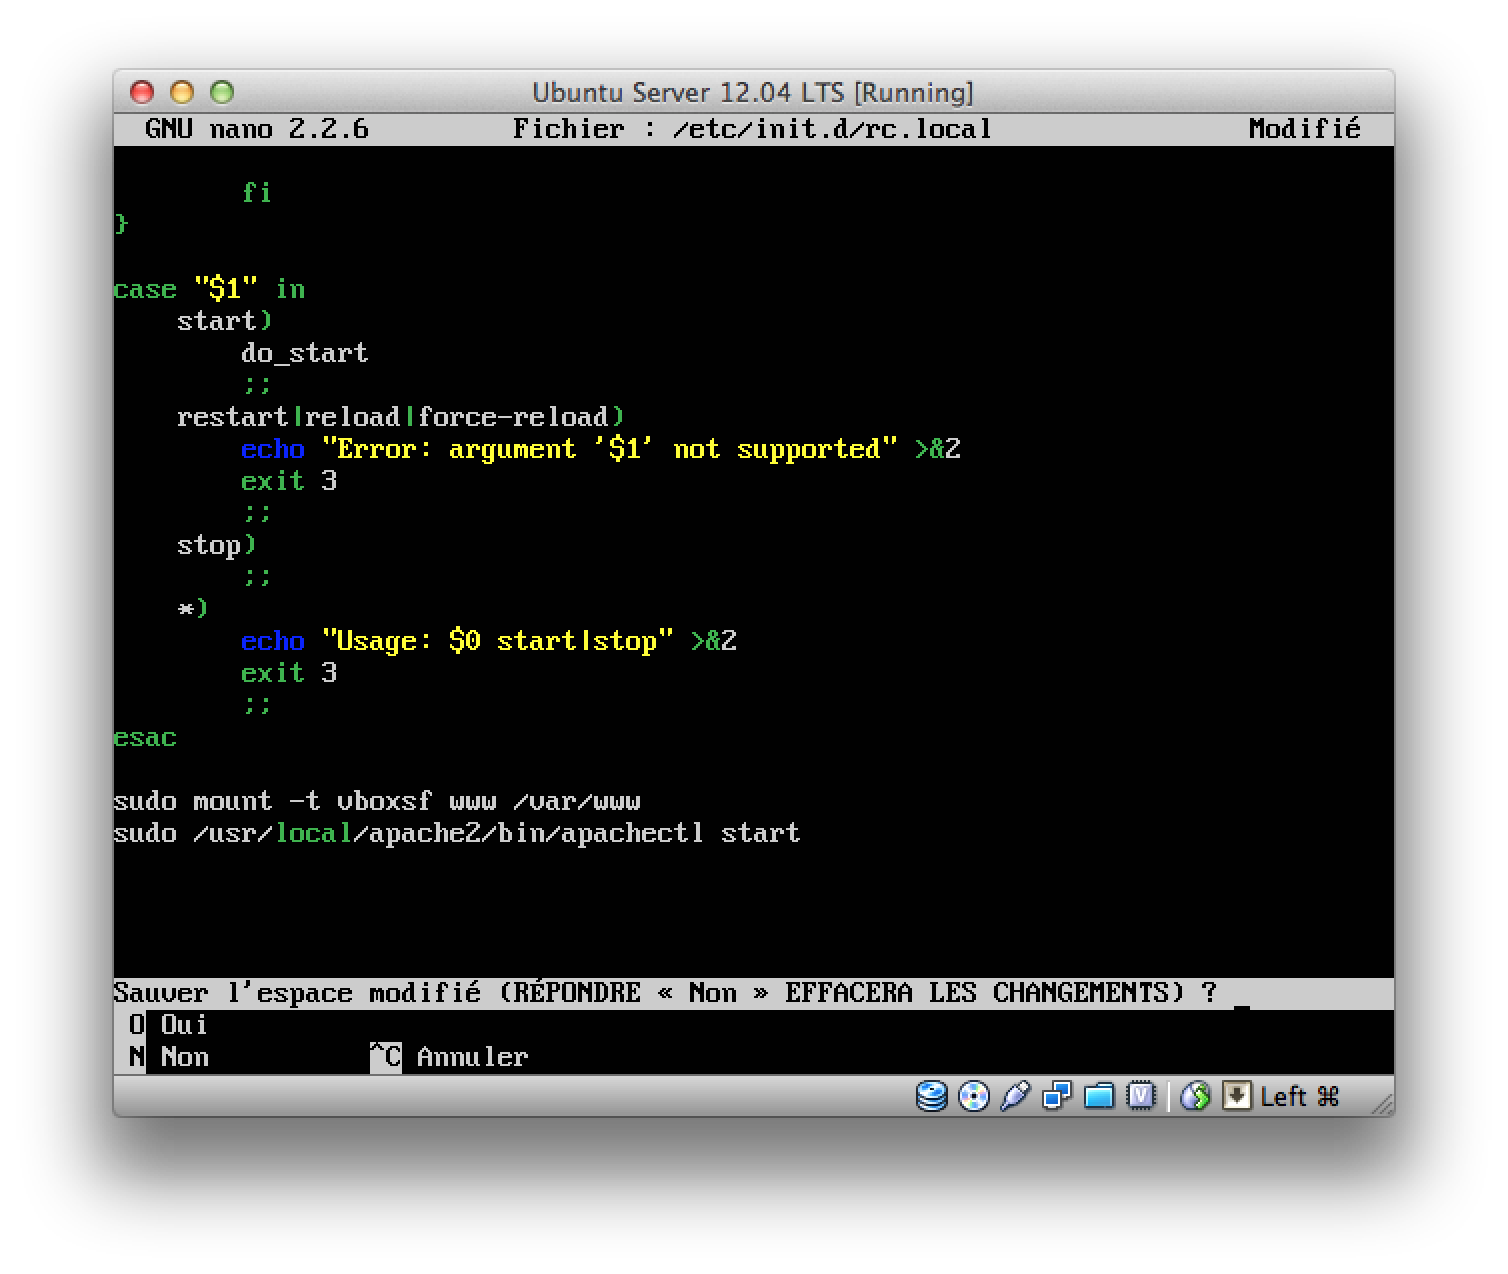 Ubuntu Server 12.04 LTS [Running]
GNU nano 2.2.6 Fichier : /etc/init.d/rc.local Modifié
fi
}
case "$1" in
start)
do_start
;;
restart|reload|force-reload)
echo "Error: argument '$1' not supported" >&2
exit 3
;;
stop)
;;
*)
echo "Usage: $0 start|stop" >&2
exit 3
;;
esac
sudo mount -t vboxsf www /var/www
sudo /usr/local/apache2/bin/apachectl start
Sauver l'espace modifié (RÉPONDRE « Non » EFFACERA LES CHANGEMENTS) ?
O Oui
N Non ^C Annuler
Left ⌘